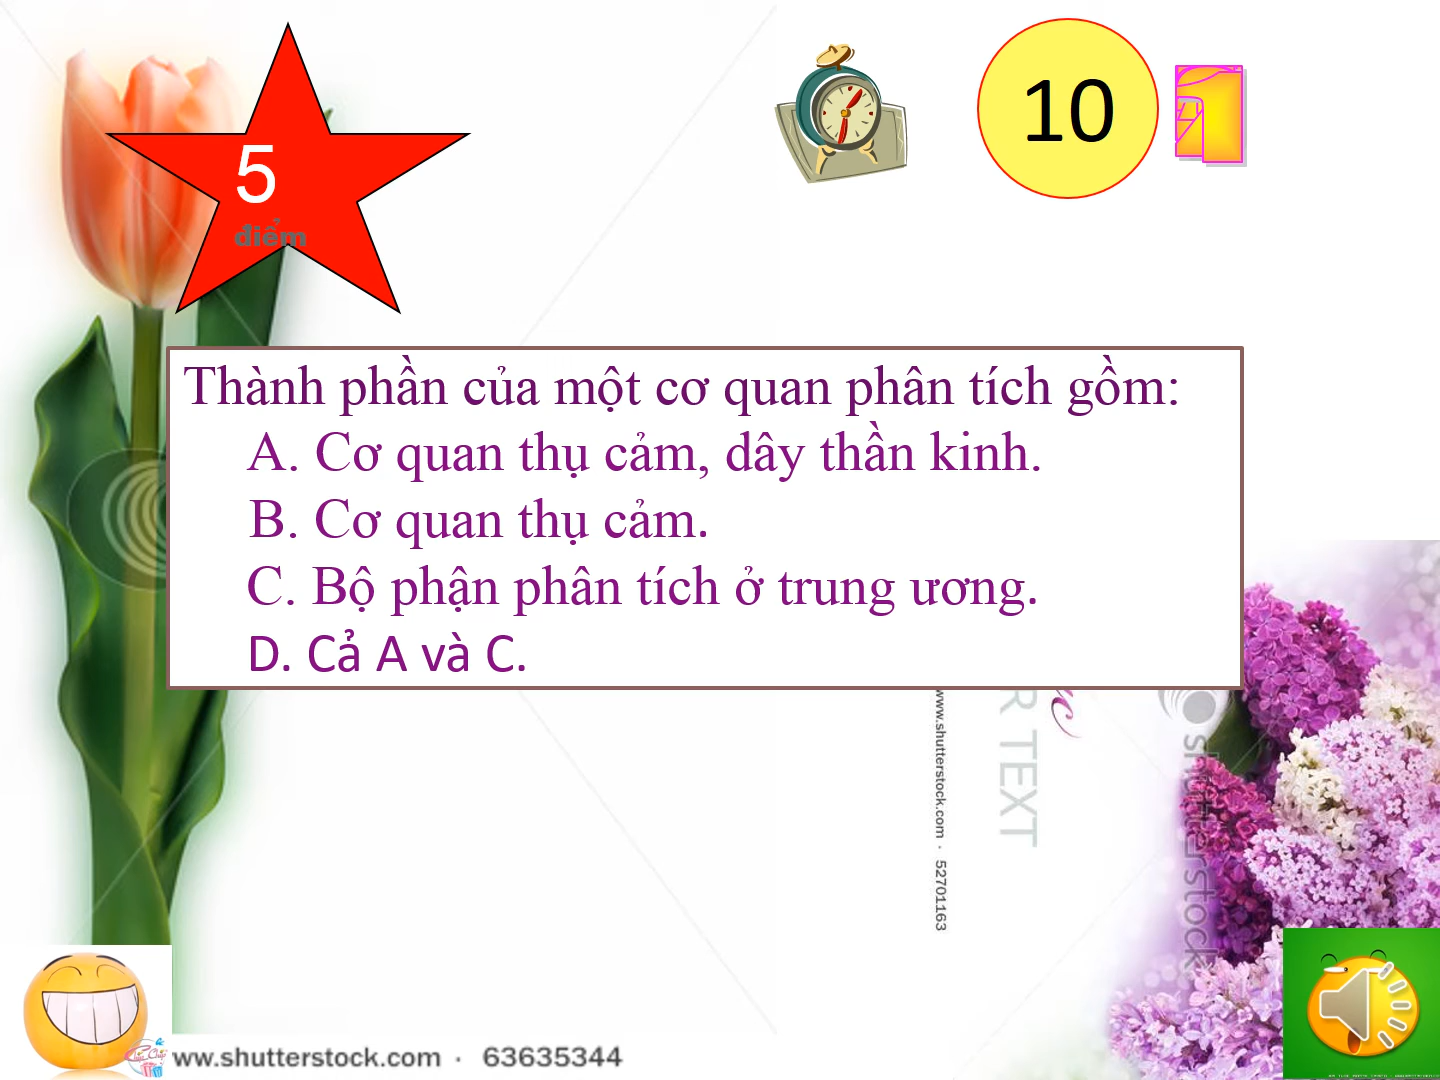 5
điểm
10
Thành phần của một cơ quan phân tích gồm:
A. Cơ quan thụ cảm, dây thần kinh.
B. Cơ quan thụ cảm.
C. Bộ phận phân tích ở trung ương.
D. Cả A và C.
R TEXT
www.shutterstock.com · 52701163
shutterstock
ww.shutterstock.com · 63635344